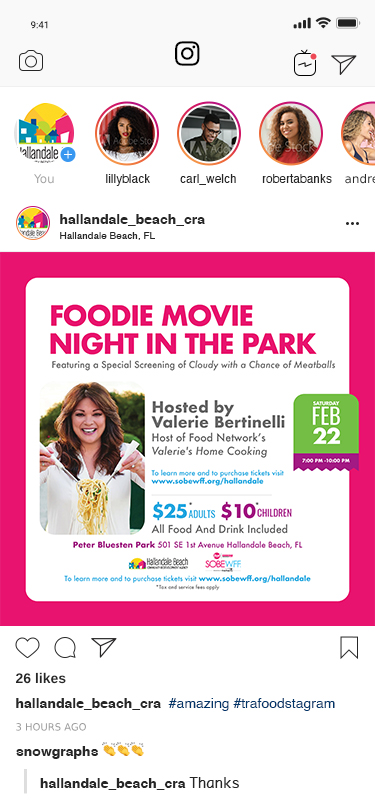 9:41
You
lillyblack
carl_welch
robertabanks
andre
hallandale_beach_cra
Hallandale Beach, FL
FOODIE MOVIE
NIGHT IN THE PARK
Featuring a Special Screening of Cloudy with a Chance of Meatballs
Hosted by
Valerie Bertinelli
Host of Food Network's
Valerie's Home Cooking
SATURDAY
FEB
22
7:00 PM -10:00 PM
To learn more and to purchase tickets visit
www.sobewff.org/hallandale
$25* ADULTS $10* CHILDREN
All Food And Drink Included
Peter Bluesten Park 501 SE 1st Avenue Hallandale Beach, FL
Hallandale Beach
SOBEWFF
To learn more and to purchase tickets visit www.sobewff.org/hallandale
*Tax and service fees apply
26 likes
hallandale_beach_cra #amazing #trafoodstagram
3 HOURS AGO
snowgraphs 👏👏👏
hallandale_beach_cra Thanks